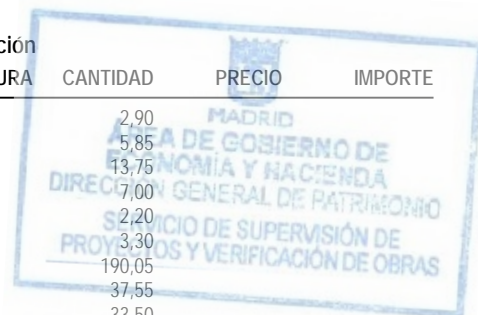 ción
URA CANTIDAD PRECIO IMPORTE
2,90
MADRID
5,85
ÁREA DE GOBIERNO DE
13,75
ECONOMÍA Y HACIENDA
7,00
DIRECCIÓN GENERAL DE PATRIMONIO
2,20
SERVICIO DE SUPERVISIÓN DE
3,30
PROYECTOS Y VERIFICACIÓN DE OBRAS
190,05
37,55
33,50